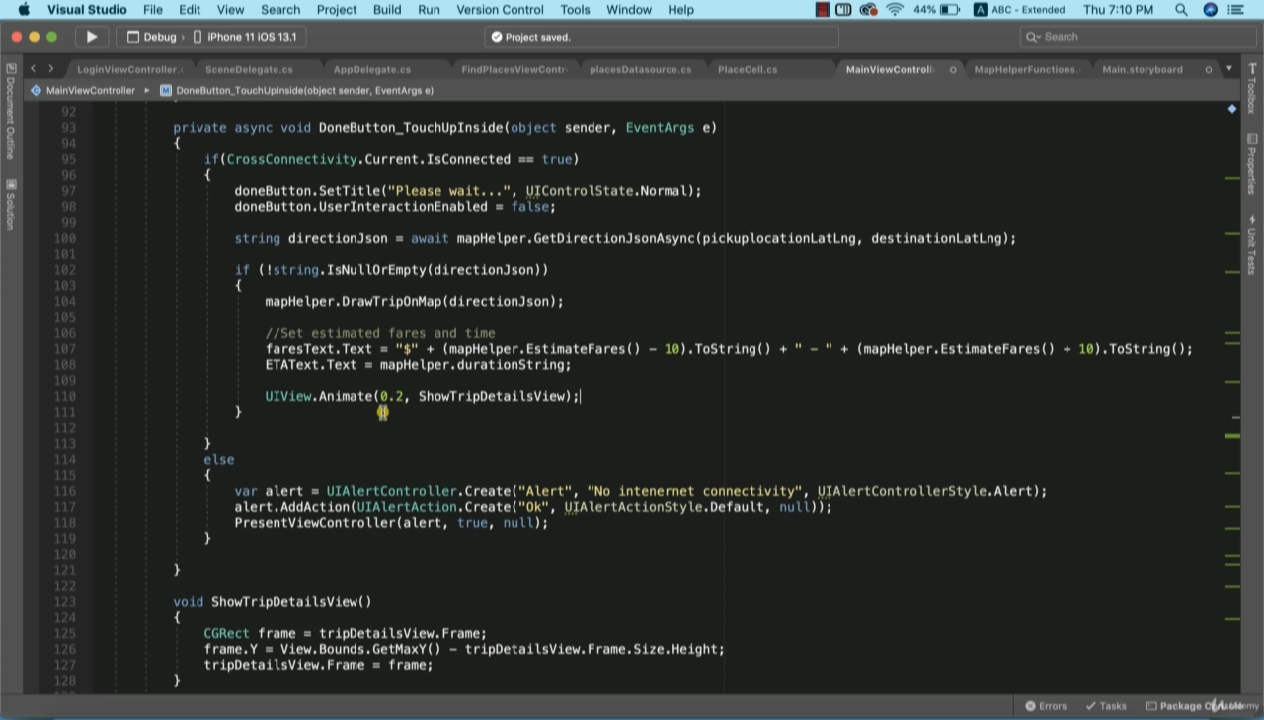 Visual Studio File Edit View Search Project Build Run Version Control Tools Window Help 44% A ABC - Extended Thu 7:10 PM
Debug › iPhone 11 iOS 13.1 Project saved. Search
LoginViewController.c SceneDelegate.cs AppDelegate.cs FindPlacesViewContr placesDatasource.cs PlaceCell.cs MainViewControll MapHelperFunctions. Main.storyboard
MainViewController ▸ M DoneButton_TouchUpInside(object sender, EventArgs e)
Document Outline
Solution
Toolbox
Properties
Unit Tests
92
93 private async void DoneButton_TouchUpInside(object sender, EventArgs e)
94 {
95 if(CrossConnectivity.Current.IsConnected == true)
96 {
97 doneButton.SetTitle("Please wait...", UIControlState.Normal);
98 doneButton.UserInteractionEnabled = false;
99
100 string directionJson = await mapHelper.GetDirectionJsonAsync(pickuplocationLatLng, destinationLatLng);
101
102 if (!string.IsNullOrEmpty(directionJson))
103 {
104 mapHelper.DrawTripOnMap(directionJson);
105
106 //Set estimated fares and time
107 faresText.Text = "$" + (mapHelper.EstimateFares() - 10).ToString() + " - " + (mapHelper.EstimateFares() + 10).ToString();
108 ETAText.Text = mapHelper.durationString;
109
110 UIView.Animate(0.2, ShowTripDetailsView);
111 }
112
113 }
114 else
115 {
116 var alert = UIAlertController.Create("Alert", "No intenernet connectivity", UIAlertControllerStyle.Alert);
117 alert.AddAction(UIAlertAction.Create("Ok", UIAlertActionStyle.Default, null));
118 PresentViewController(alert, true, null);
119 }
120
121 }
122
123 void ShowTripDetailsView()
124 {
125 CGRect frame = tripDetailsView.Frame;
126 frame.Y = View.Bounds.GetMaxY() - tripDetailsView.Frame.Size.Height;
127 tripDetailsView.Frame = frame;
128 }
Errors Tasks Package